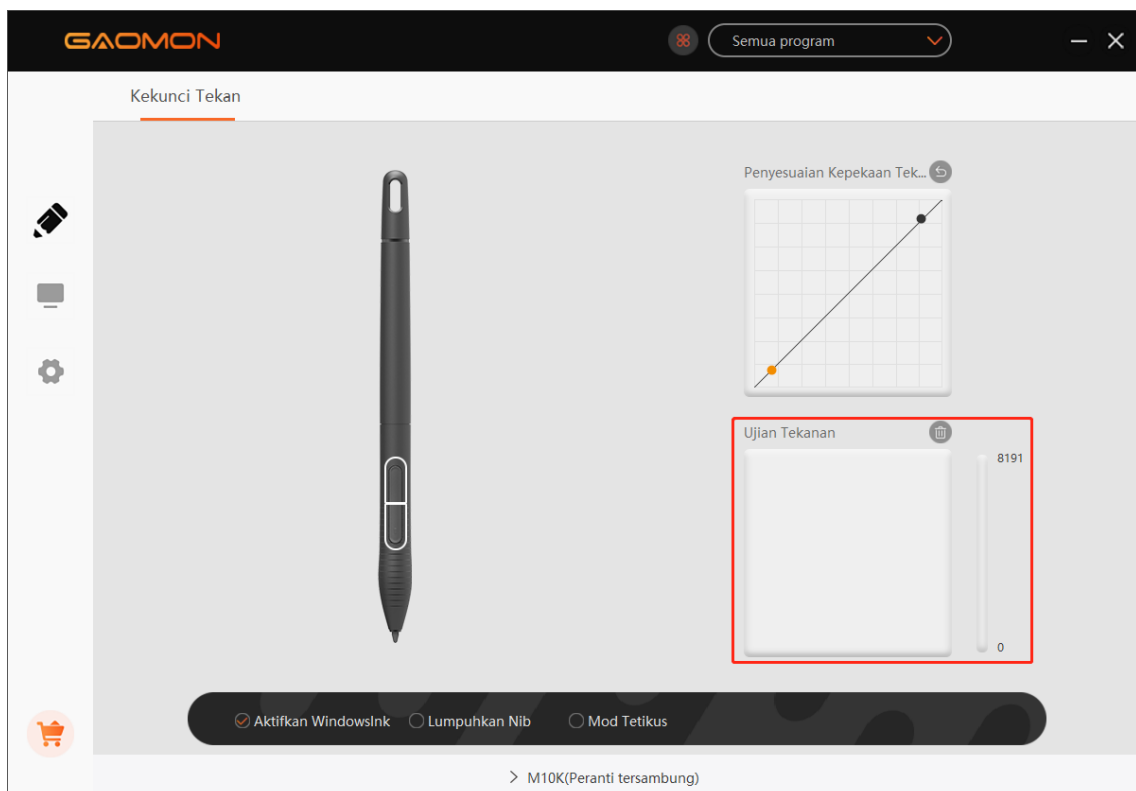 GAOMON
Semua program
Kekunci Tekan
Penyesuaian Kepekaan Tek...
Ujian Tekanan
8191
0
Aktifkan WindowsInk
Lumpuhkan Nib
Mod Tetikus
M10K(Peranti tersambung)